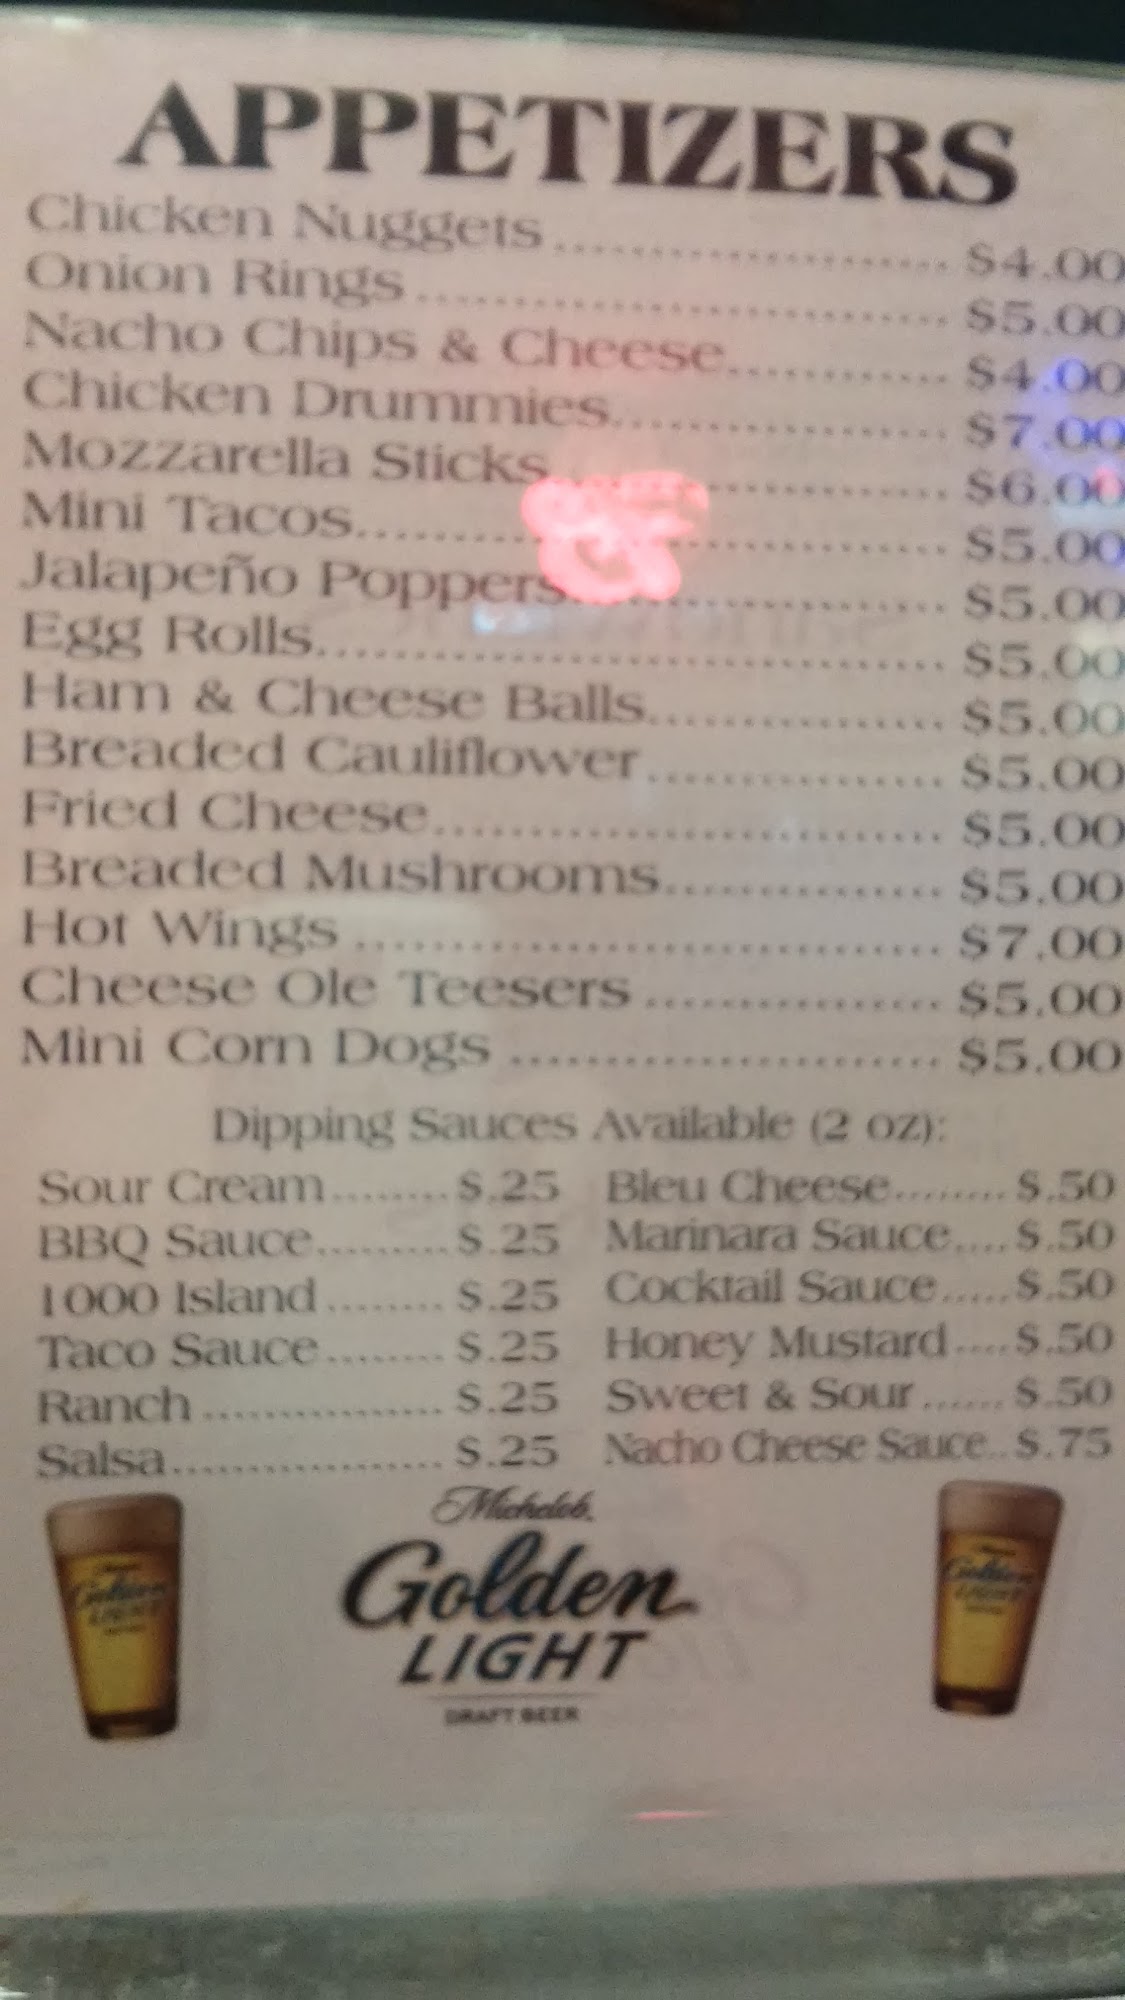 APPETIZERS
Chicken Nuggets ........................ $4.00
Onion Rings ................................ $5.00
Nacho Chips & Cheese............ $4.00
Chicken Drummies.................... $7.00
Mozzarella Sticks ................ $6.00
Mini Tacos........................... $5.00
Jalapeño Poppers.................... $5.00
Egg Rolls..................................... $5.00
Ham & Cheese Balls................. $5.00
Breaded Cauliflower................. $5.00
Fried Cheese.............................. $5.00
Breaded Mushrooms................ $5.00
Hot Wings .................................. $7.00
Cheese Ole Teesers ................. $5.00
Mini Corn Dogs ......................... $5.00
Dipping Sauces Available (2 oz):
Sour Cream........ $.25 Bleu Cheese........ $.50
BBQ Sauce......... $.25 Marinara Sauce.... $.50
1000 Island ........ $.25 Cocktail Sauce..... $.50
Taco Sauce ........ $.25 Honey Mustard .... $.50
Ranch ................ $.25 Sweet & Sour ...... $.50
Salsa.................. $.25 Nacho Cheese Sauce.. $.75
Michelob
Golden
LIGHT
DRAFT BEER
Golden
LIGHT
Golden
LIGHT